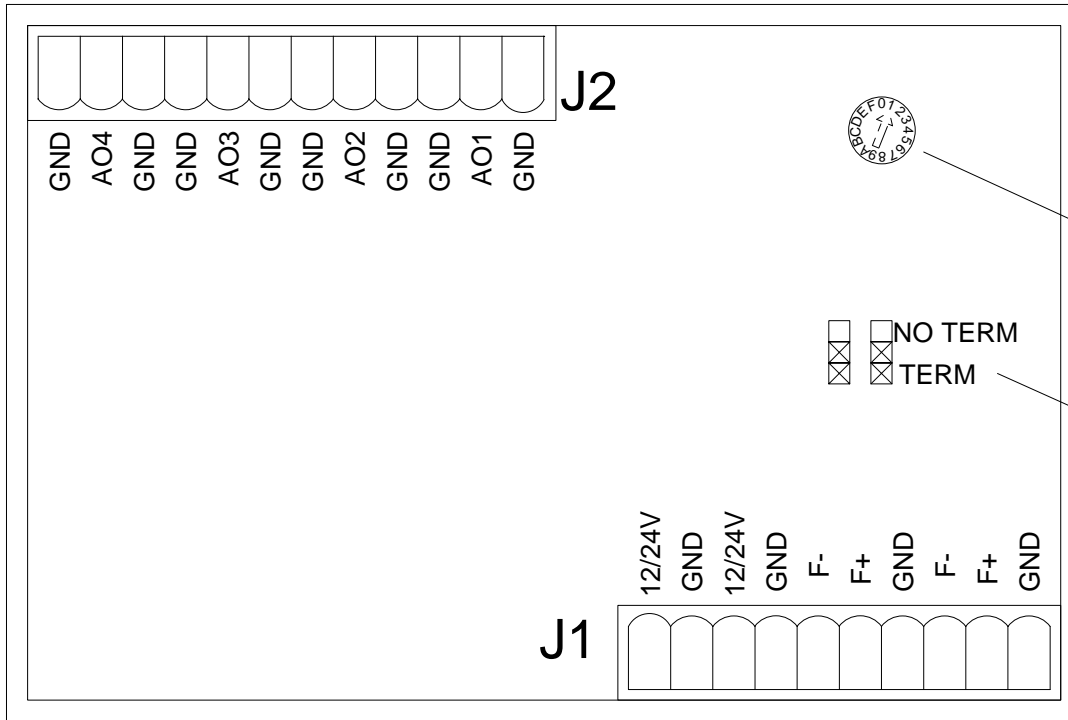 J2
GND AO4 GND GND AO3 GND GND AO2 GND GND AO1 GND
0123456789ABCDEF
NO TERM
TERM
12/24V GND 12/24V GND F- F+ GND F- F+ GND
J1